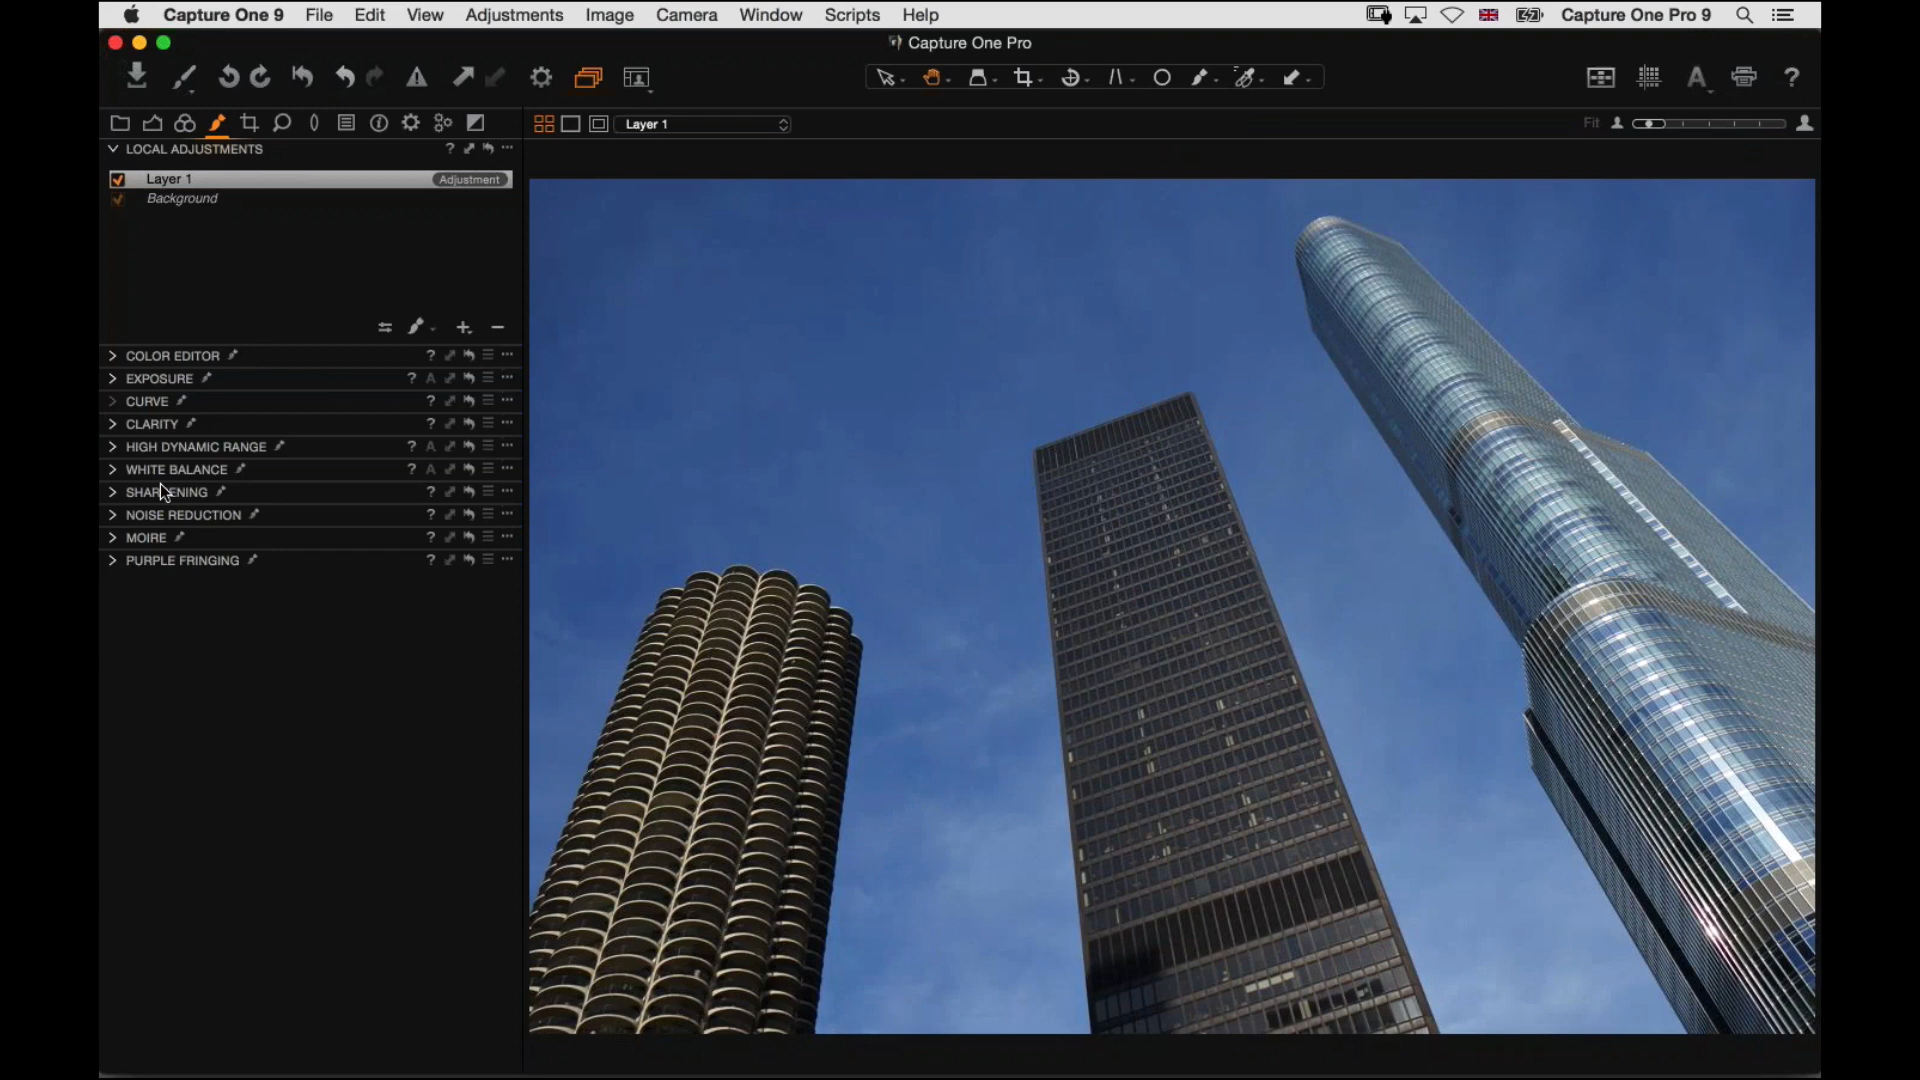 Capture One 9 File Edit View Adjustments Image Camera Window Scripts Help Capture One Pro 9
Capture One Pro
A ?
Layer 1 Fit
LOCAL ADJUSTMENTS ? ...
Layer 1 Adjustment
Background
COLOR EDITOR ? ...
EXPOSURE ? A ...
CURVE ? ...
CLARITY ? ...
HIGH DYNAMIC RANGE ? A ...
WHITE BALANCE ? A ...
SHARPENING ? ...
NOISE REDUCTION ? ...
MOIRE ? ...
PURPLE FRINGING ? ...